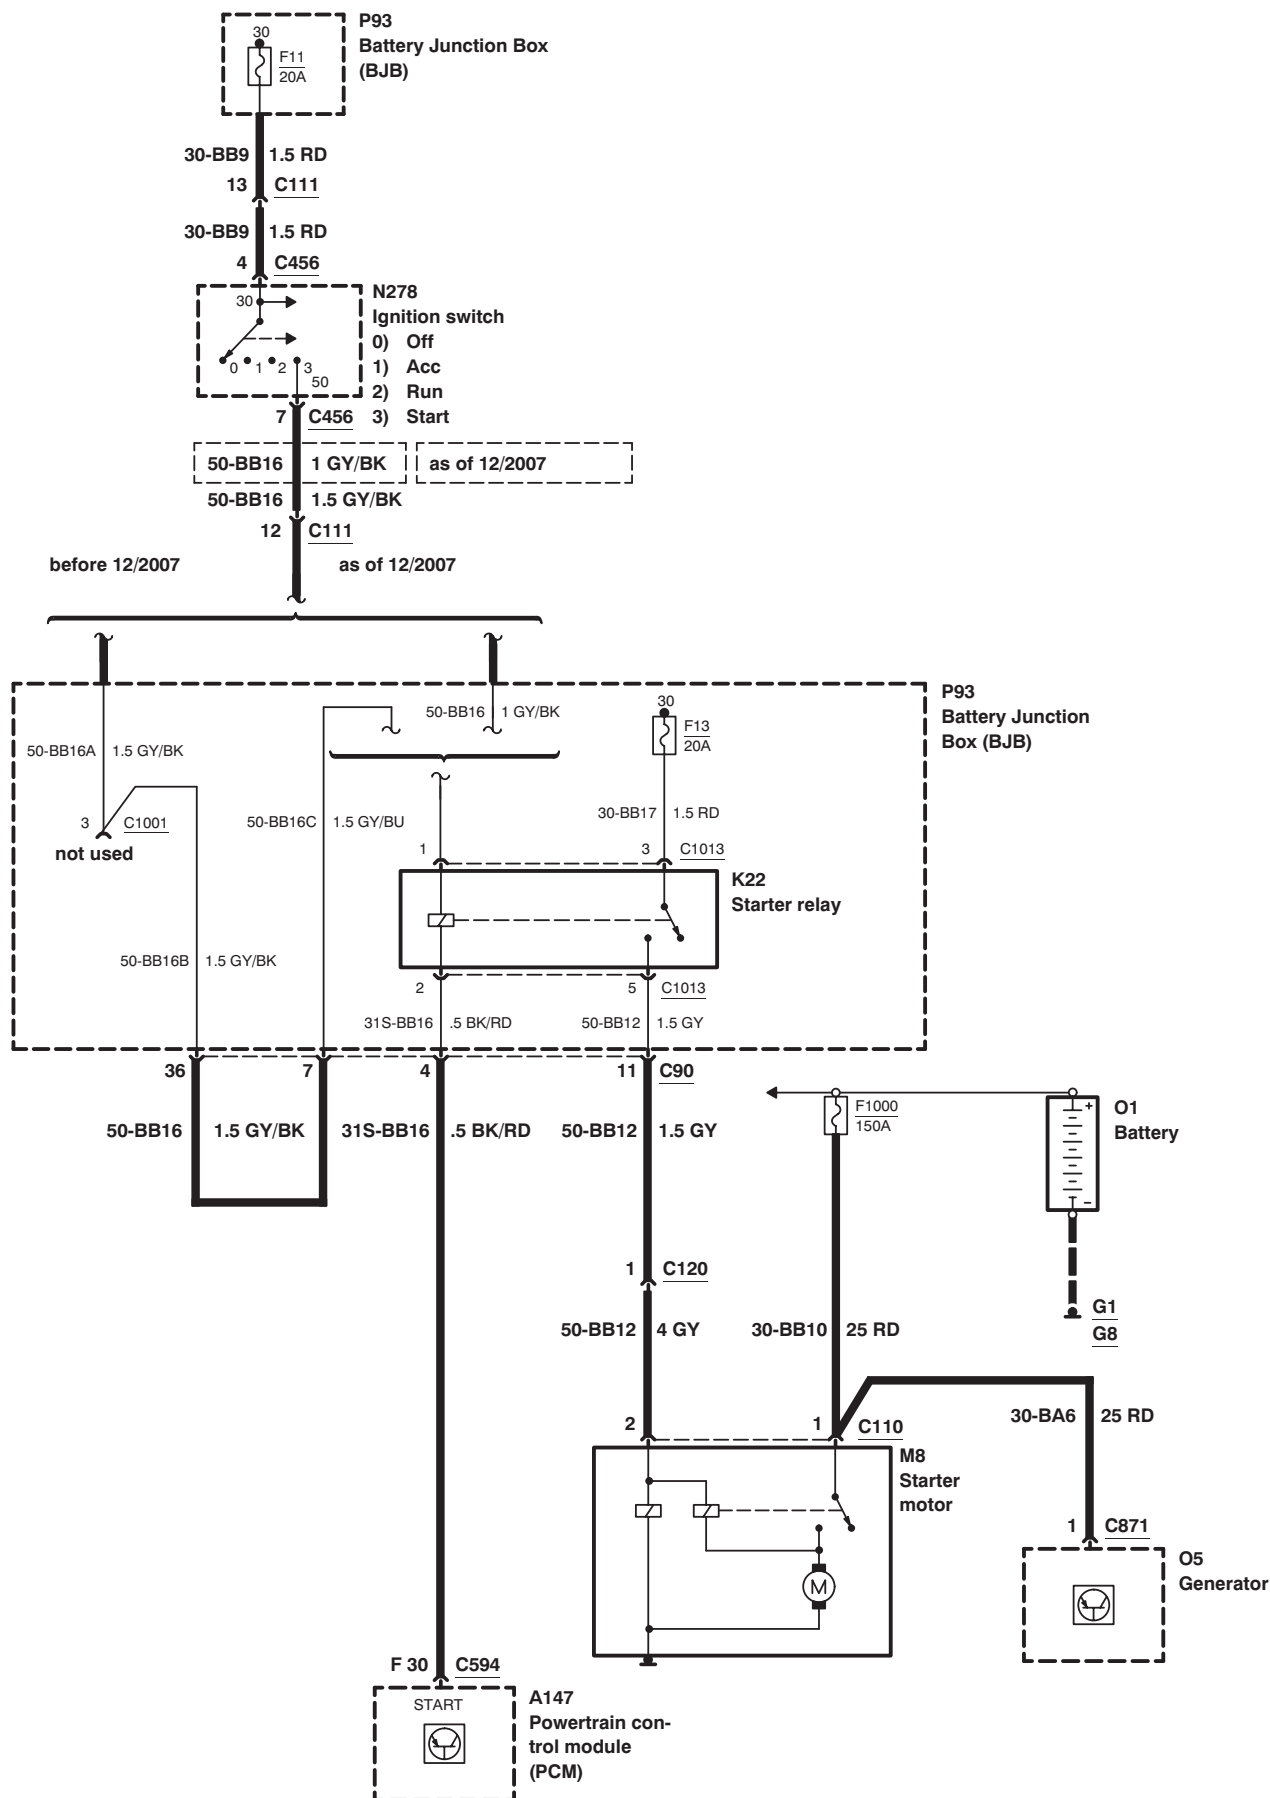 P93
Battery Junction Box
(BJB)
30
F11
20A
30-BB9 1.5 RD
13 C111
30-BB9 1.5 RD
4 C456
N278
Ignition switch
0) Off
1) Acc
2) Run
3) Start
30
0 1 2 3
50
7 C456
50-BB16 1 GY/BK as of 12/2007
50-BB16 1.5 GY/BK
12 C111
before 12/2007 as of 12/2007
P93
Battery Junction
Box (BJB)
50-BB16 1 GY/BK
30
F13
20A
50-BB16A 1.5 GY/BK
3 C1001
not used
50-BB16C 1.5 GY/BU
30-BB17 1.5 RD
1 3 C1013
K22
Starter relay
50-BB16B 1.5 GY/BK
2 5 C1013
31S-BB16 .5 BK/RD
50-BB12 1.5 GY
36 7 4 11 C90
50-BB16 1.5 GY/BK
31S-BB16 .5 BK/RD
50-BB12 1.5 GY
F1000
150A
+
-
O1
Battery
1 C120
G1
G8
50-BB12 4 GY
30-BB10 25 RD
30-BA6 25 RD
2 1 C110
M8
Starter
motor
M
1 C871
O5
Generator
F 30 C594
START
A147
Powertrain con-
trol module
(PCM)